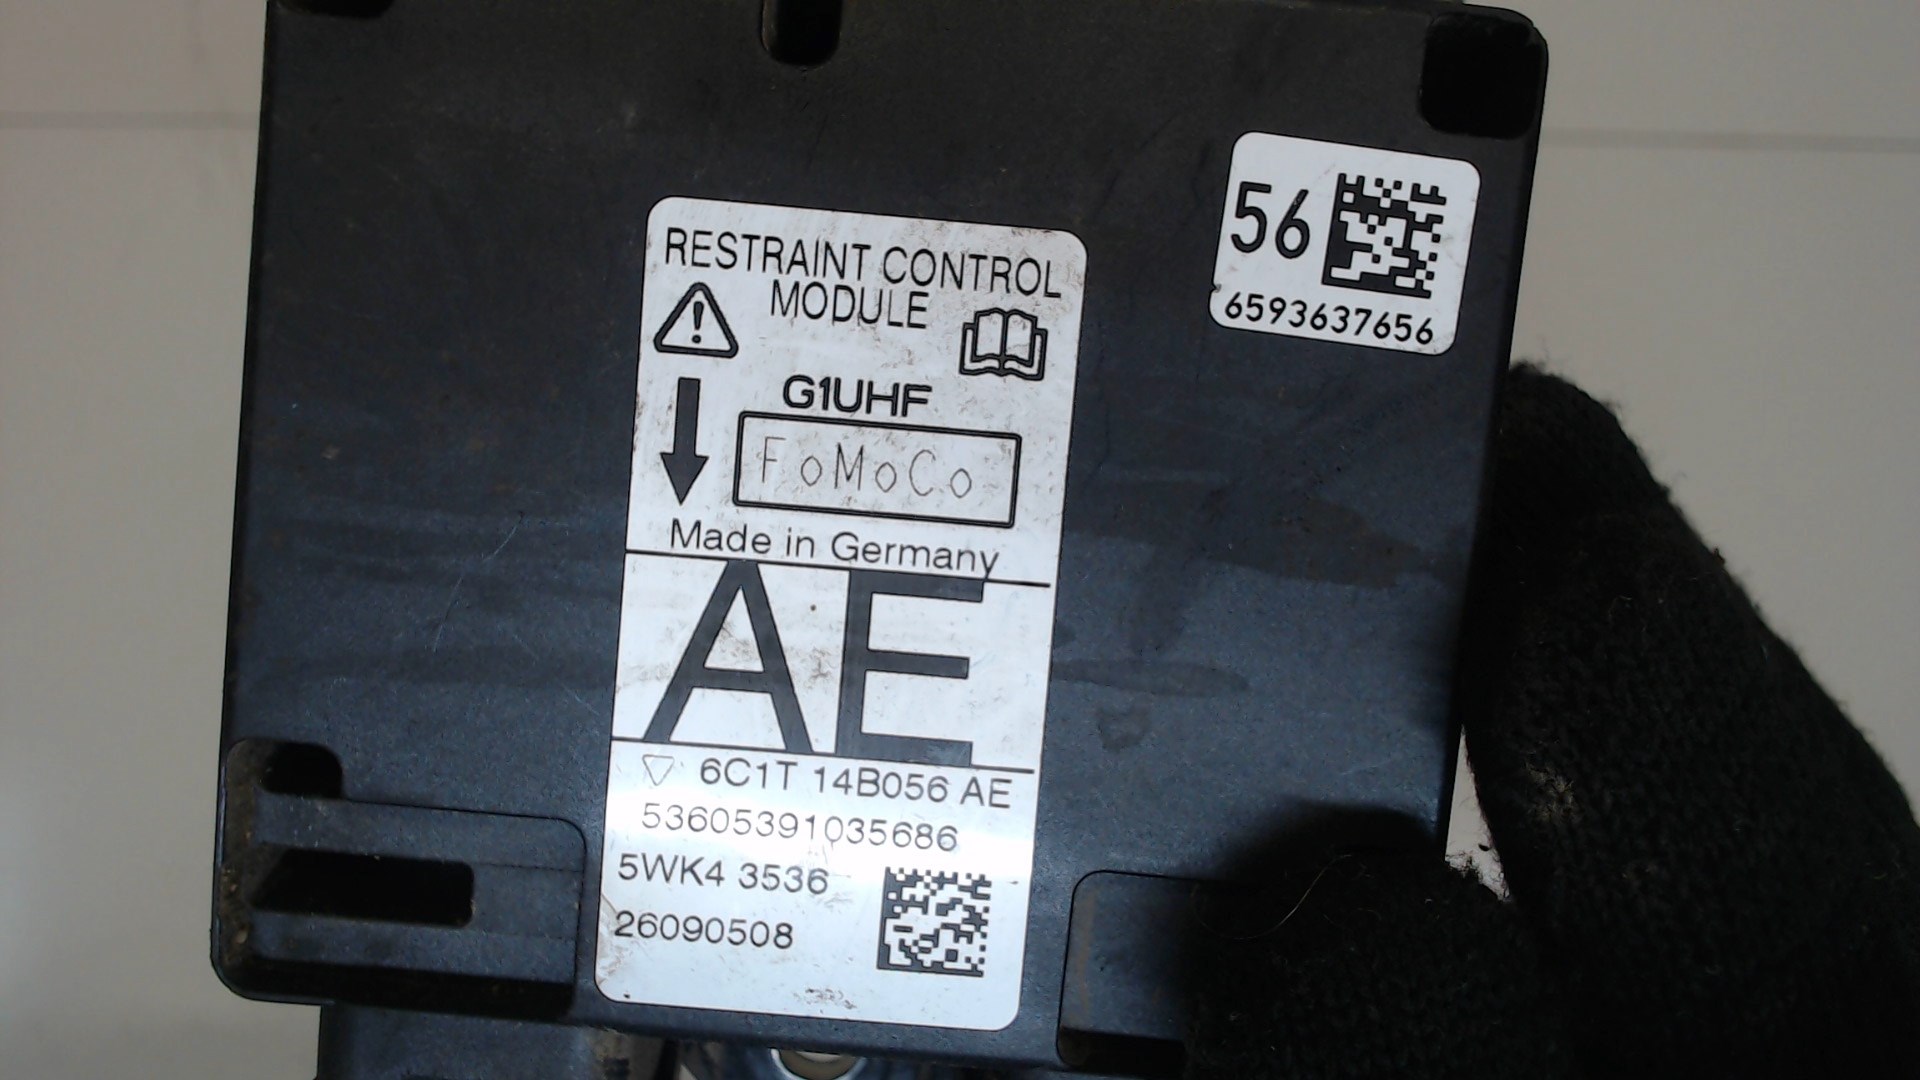 RESTRAINT CONTROL
MODULE
G1UHF
FoMoCo
Made in Germany
AE
6C1T 14B056 AE
53605391035686
5WK4 3536
26090508
56
6593637656